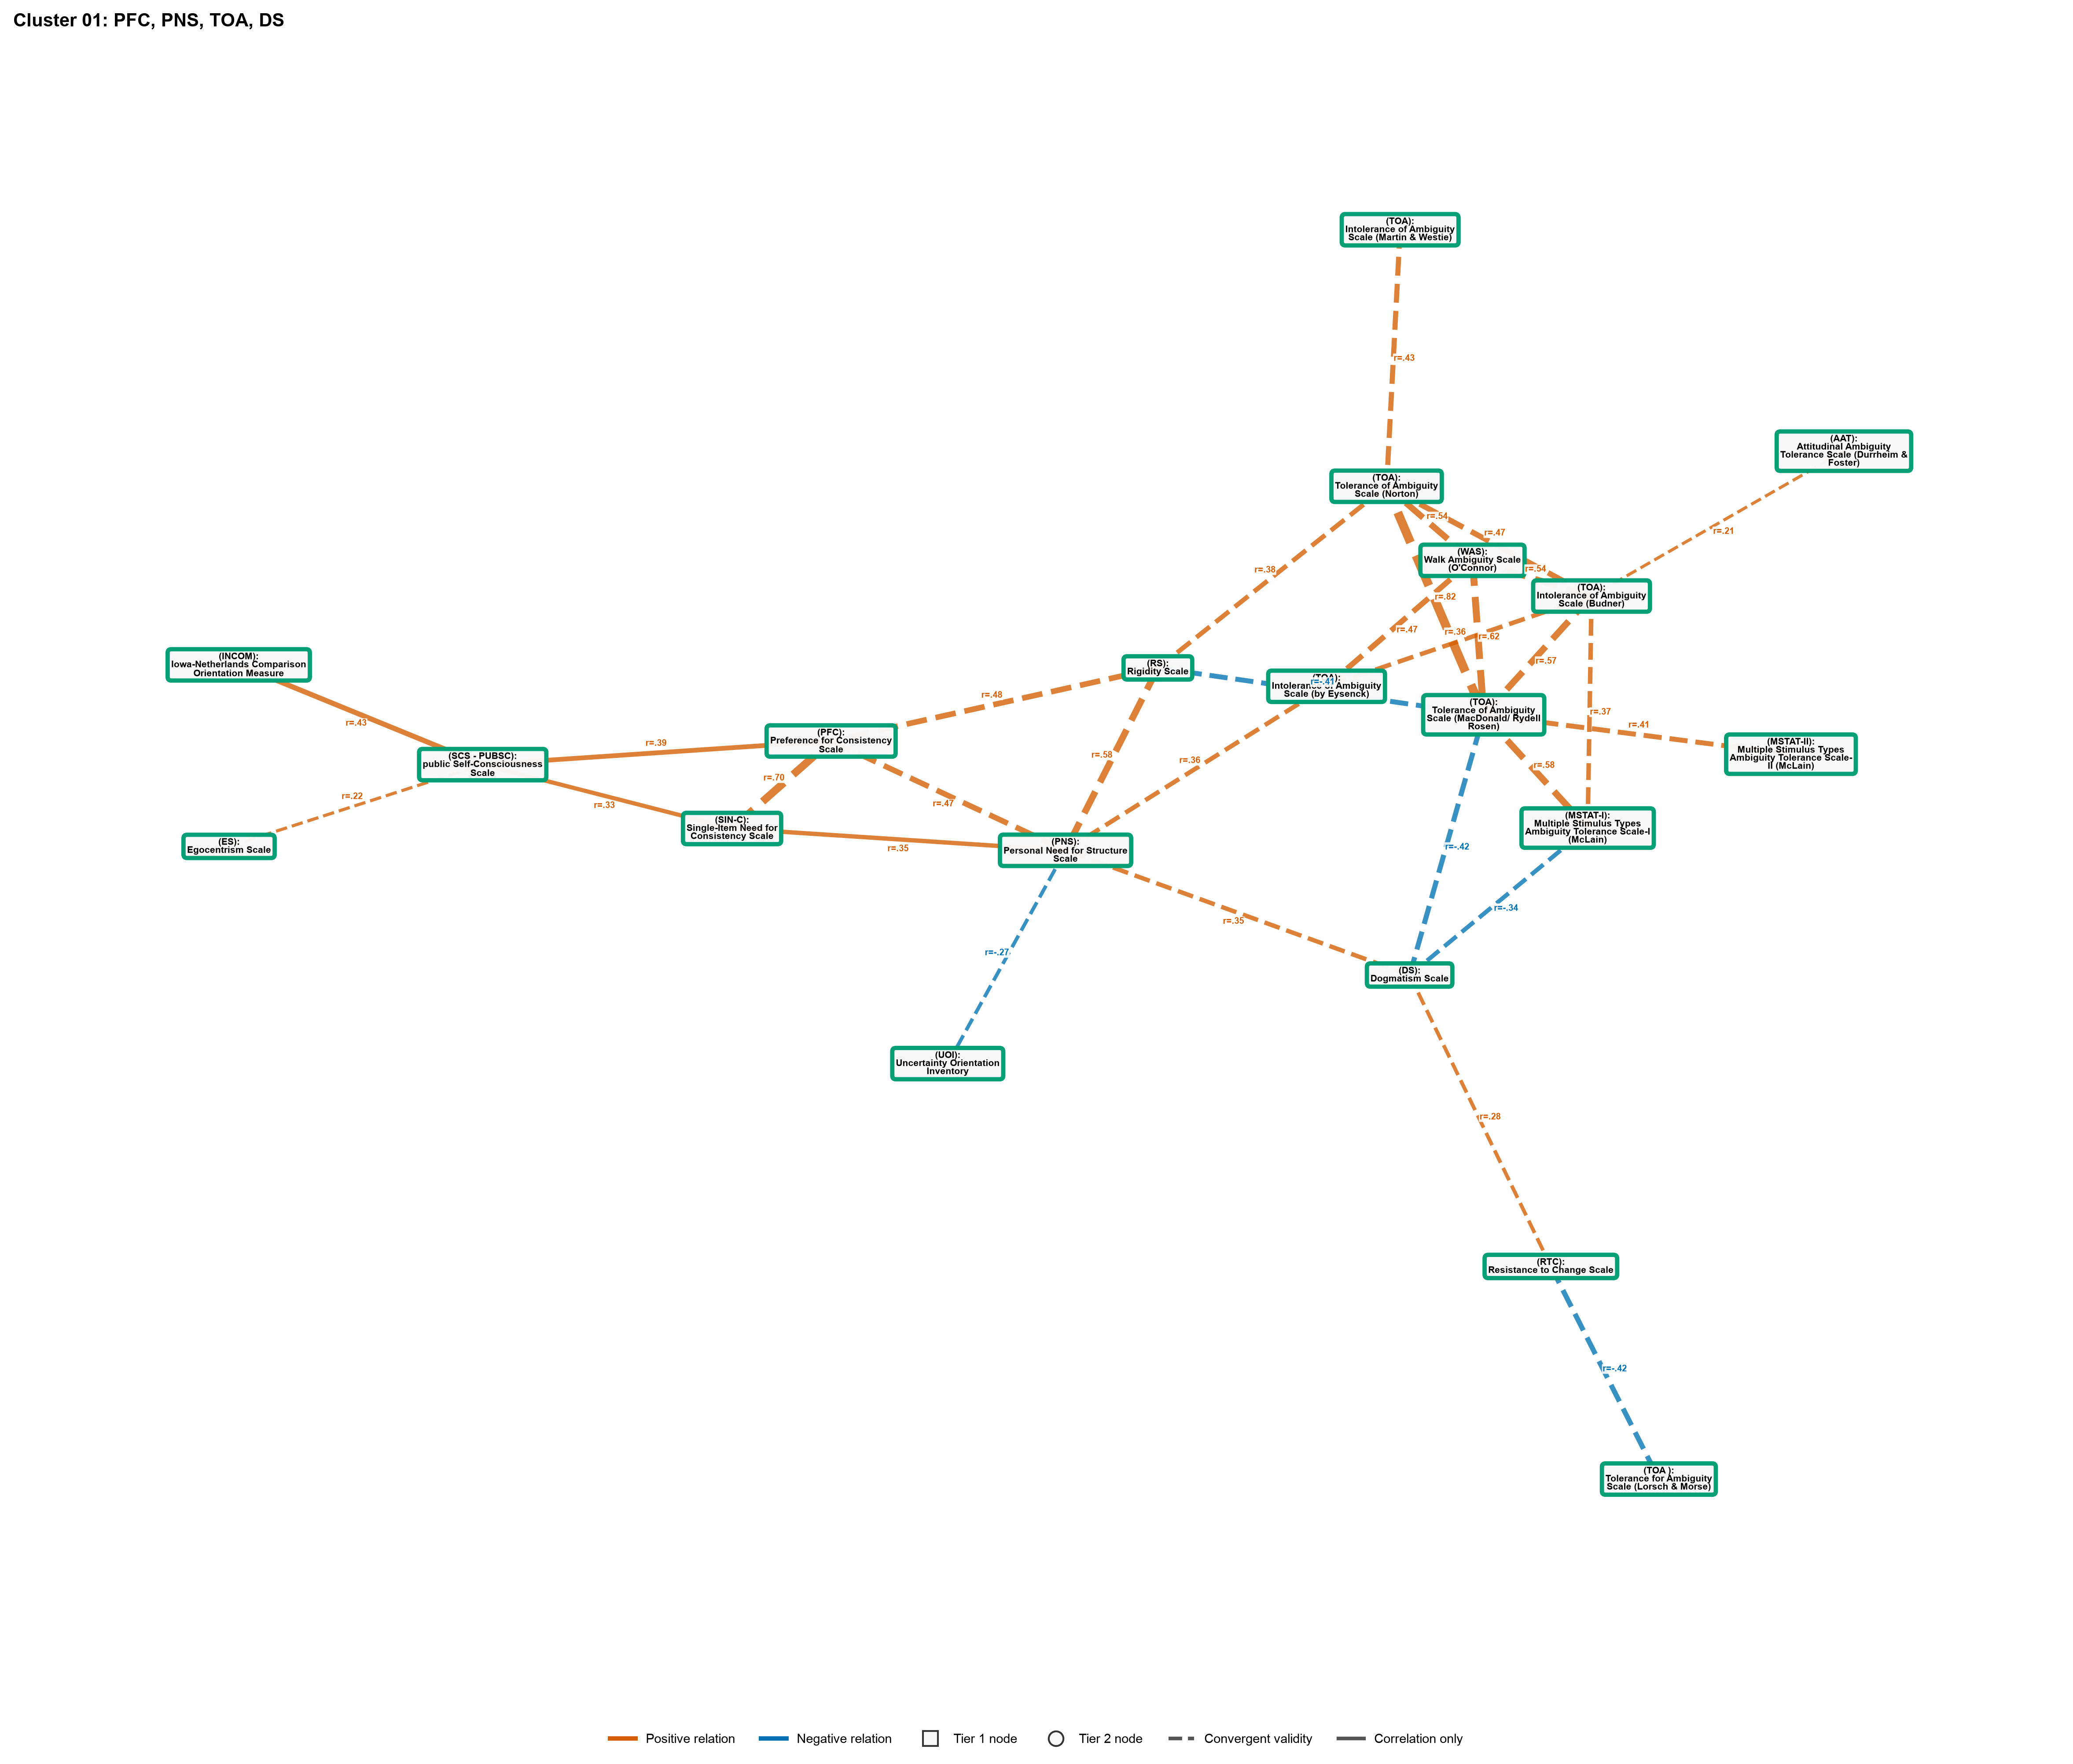 Cluster 01: PFC, PNS, TOA, DS
(TOA):
Intolerance of Ambiguity
Scale (Martin & Westie)
r=.43
(AAT):
Attitudinal Ambiguity
Tolerance Scale (Durrheim &
Foster)
(TOA):
Tolerance of Ambiguity
Scale (Norton)
r=.54
r=.47
r=.21
(WAS):
Walk Ambiguity Scale
(O'Connor)
r=.54
r=.38
(TOA):
Intolerance of Ambiguity
Scale (Budner)
r=.82
r=.47
r=.36
r=.62
(INCOM):
Iowa-Netherlands Comparison
Orientation Measure
(RS):
Rigidity Scale
r=.57
(TOA):
Intolerance of Ambiguity
Scale (by Eysenck)
r=-.41
r=.48
(TOA):
Tolerance of Ambiguity
Scale (MacDonald/ Rydell
Rosen)
r=.37
r=.43
r=.41
(PFC):
Preference for Consistency
Scale
r=.39
(MSTAT-II):
Multiple Stimulus Types
Ambiguity Tolerance Scale-
II (McLain)
(SCS - PUBSC):
public Self-Consciousness
Scale
r=.58
r=.36
r=.58
r=.70
r=.22
r=.33
r=.47
(SIN-C):
Single-Item Need for
Consistency Scale
(MSTAT-I):
Multiple Stimulus Types
Ambiguity Tolerance Scale-I
(McLain)
(ES):
Egocentrism Scale
r=.35
(PNS):
Personal Need for Structure
Scale
r=-.42
r=-.34
r=.35
r=-.27
(DS):
Dogmatism Scale
(UOI):
Uncertainty Orientation
Inventory
r=.28
(RTC):
Resistance to Change Scale
r=-.42
(TOA ):
Tolerance for Ambiguity
Scale (Lorsch & Morse)
Positive relation
Negative relation
Tier 1 node
Tier 2 node
Convergent validity
Correlation only